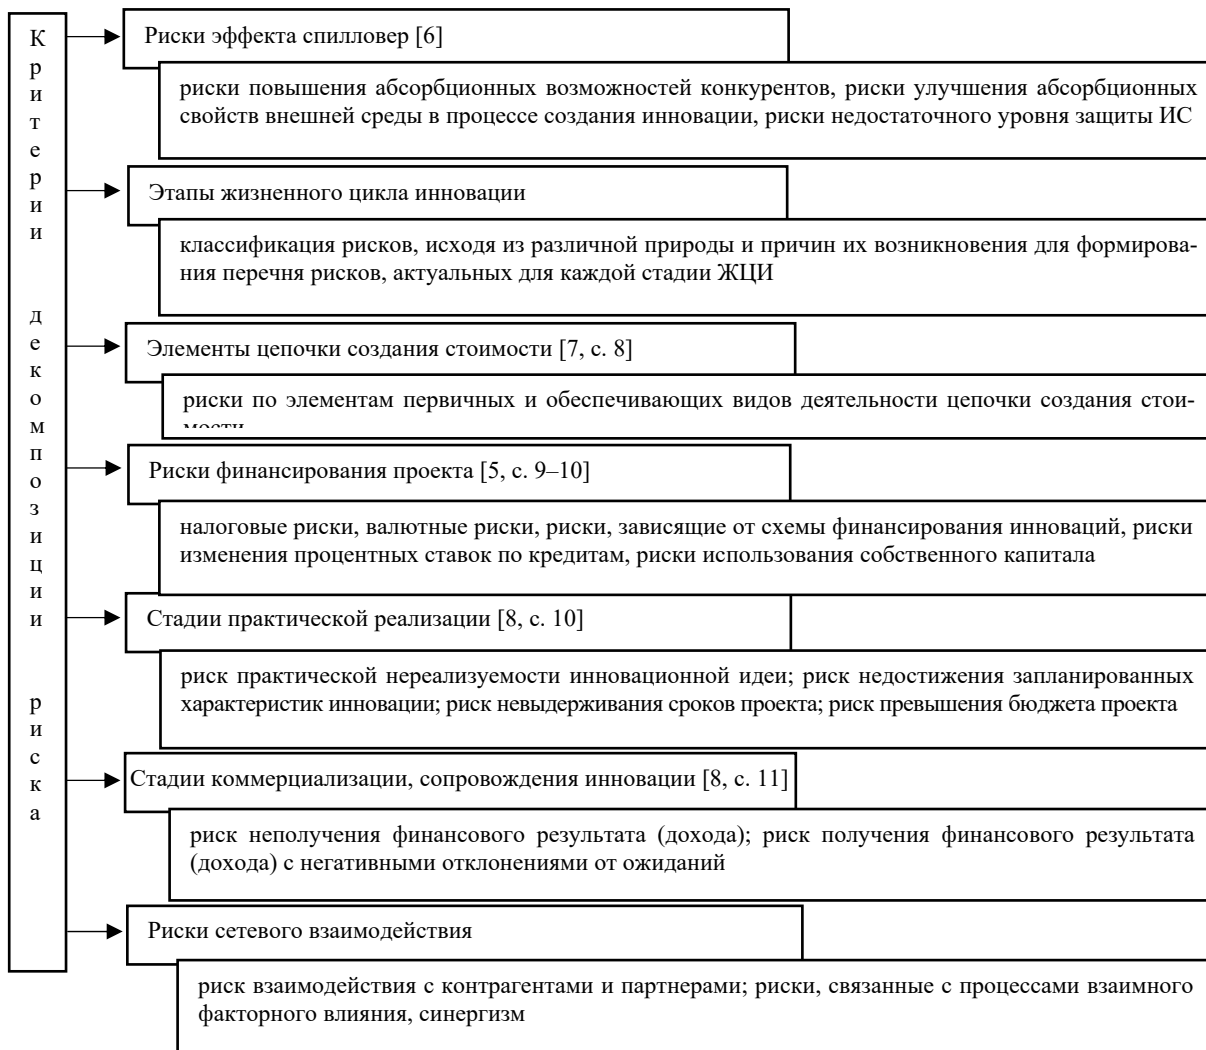 Критерии декомпозиции риска
Риски эффекта спилловер [6]
риски повышения абсорбционных возможностей конкурентов, риски улучшения абсорбционных
свойств внешней среды в процессе создания инновации, риски недостаточного уровня защиты ИС
Этапы жизненного цикла инновации
классификация рисков, исходя из различной природы и причин их возникновения для формирова-
ния перечня рисков, актуальных для каждой стадии ЖЦИ
Элементы цепочки создания стоимости [7, с. 8]
риски по элементам первичных и обеспечивающих видов деятельности цепочки создания стои-
мости
Риски финансирования проекта [5, с. 9–10]
налоговые риски, валютные риски, риски, зависящие от схемы финансирования инноваций, риски
изменения процентных ставок по кредитам, риски использования собственного капитала
Стадии практической реализации [8, с. 10]
риск практической нереализуемости инновационной идеи; риск недостижения запланированных
характеристик инновации; риск невыдерживания сроков проекта; риск превышения бюджета проекта
Стадии коммерциализации, сопровождения инновации [8, с. 11]
риск неполучения финансового результата (дохода); риск получения финансового результата
(дохода) с негативными отклонениями от ожиданий
Риски сетевого взаимодействия
риск взаимодействия с контрагентами и партнерами; риски, связанные с процессами взаимного
факторного влияния, синергизм